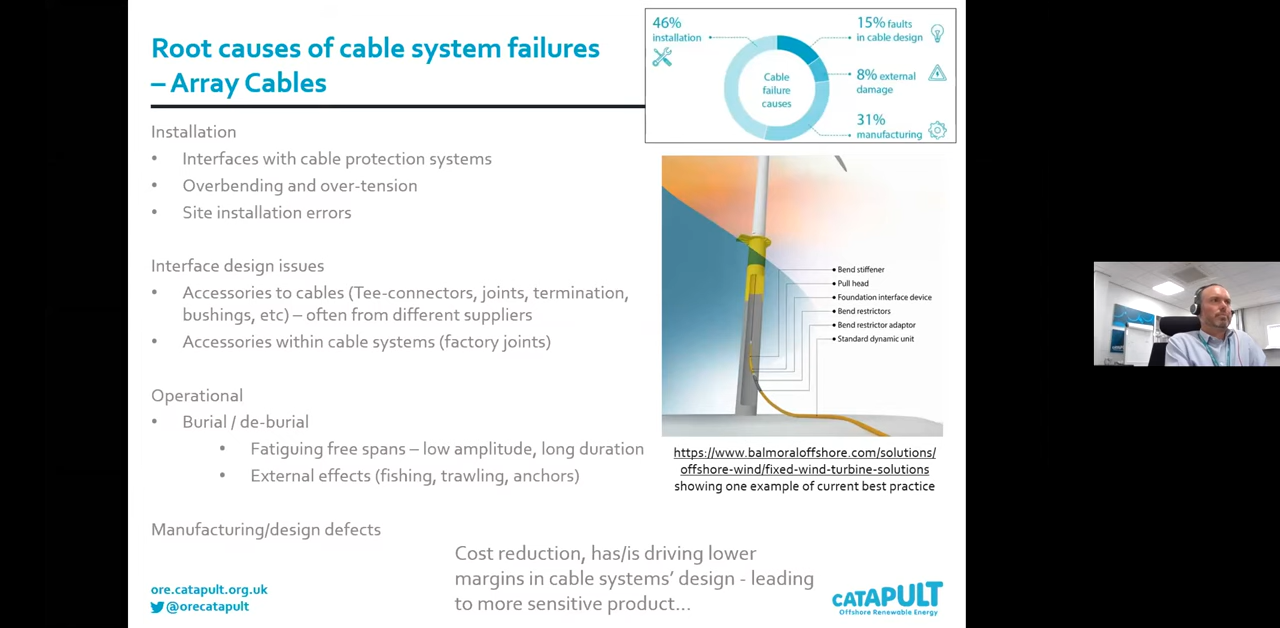 Root causes of cable system failures
– Array Cables
46%
installation
Cable
failure
causes
15% faults
in cable design
8% external
damage
31%
manufacturing
Installation
• Interfaces with cable protection systems
• Overbending and over-tension
• Site installation errors
Interface design issues
• Accessories to cables (Tee-connectors, joints, termination,
bushings, etc) – often from different suppliers
• Accessories within cable systems (factory joints)
Operational
• Burial / de-burial
• Fatiguing free spans – low amplitude, long duration
• External effects (fishing, trawling, anchors)
Manufacturing/design defects
Bend stiffener
Pull head
Foundation interface device
Bend restrictors
Bend restrictor adaptor
Standard dynamic unit
https://www.balmoraloffshore.com/solutions/
offshore-wind/fixed-wind-turbine-solutions
showing one example of current best practice
Cost reduction, has/is driving lower
margins in cable systems’ design - leading
to more sensitive product...
ore.catapult.org.uk
@orecatapult
CATAPULT
Offshore Renewable Energy